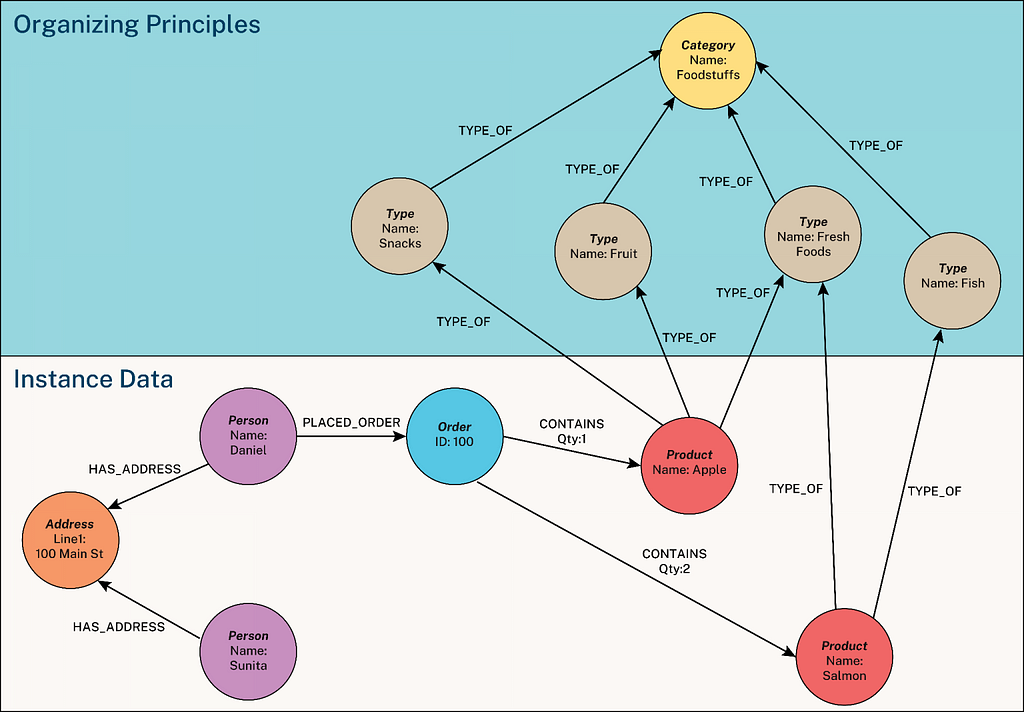 Organizing Principles
Category
Name:
Foodstuffs
TYPE_OF
TYPE_OF
TYPE_OF
TYPE_OF
Type
Name:
Snacks
Type
Name: Fruit
Type
Name: Fresh
Foods
Type
Name: Fish
TYPE_OF
TYPE_OF
TYPE_OF
Instance Data
Person
Name:
Daniel
PLACED_ORDER
Order
ID: 100
CONTAINS
Qty:1
Product
Name: Apple
HAS_ADDRESS
TYPE_OF
TYPE_OF
Address
Line1:
100 Main St
CONTAINS
Qty:2
HAS_ADDRESS
Person
Name:
Sunita
Product
Name:
Salmon